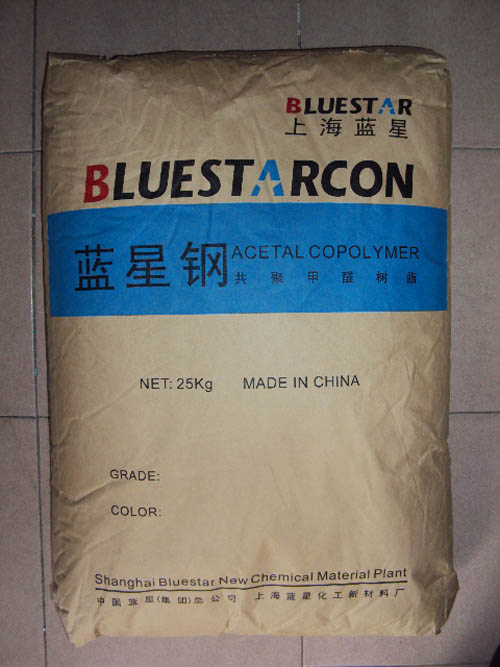 BLUESTAR
上海蓝星
BLUESTARCON
蓝星钢
ACETAL COPOLYMER
共聚甲醛树脂
NET: 25Kg MADE IN CHINA
GRADE:
COLOR:
Shanghai Bluestar New Chemical Material Plant
中国蓝星(集团)总公司 上海蓝星化工新材料厂